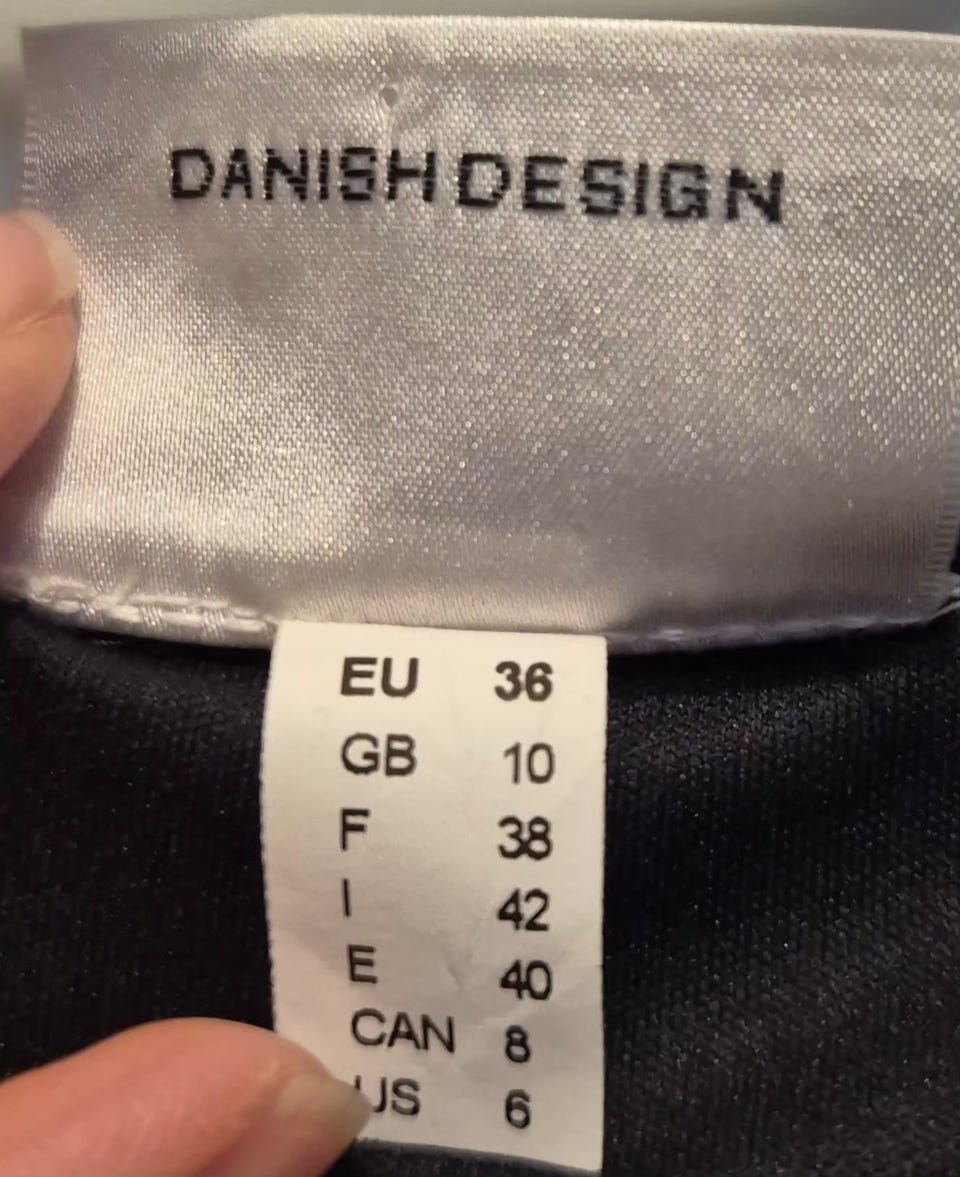 DANISH DESIGN
EU 36
GB 10
F 38
I 42
E 40
CAN 8
US 6